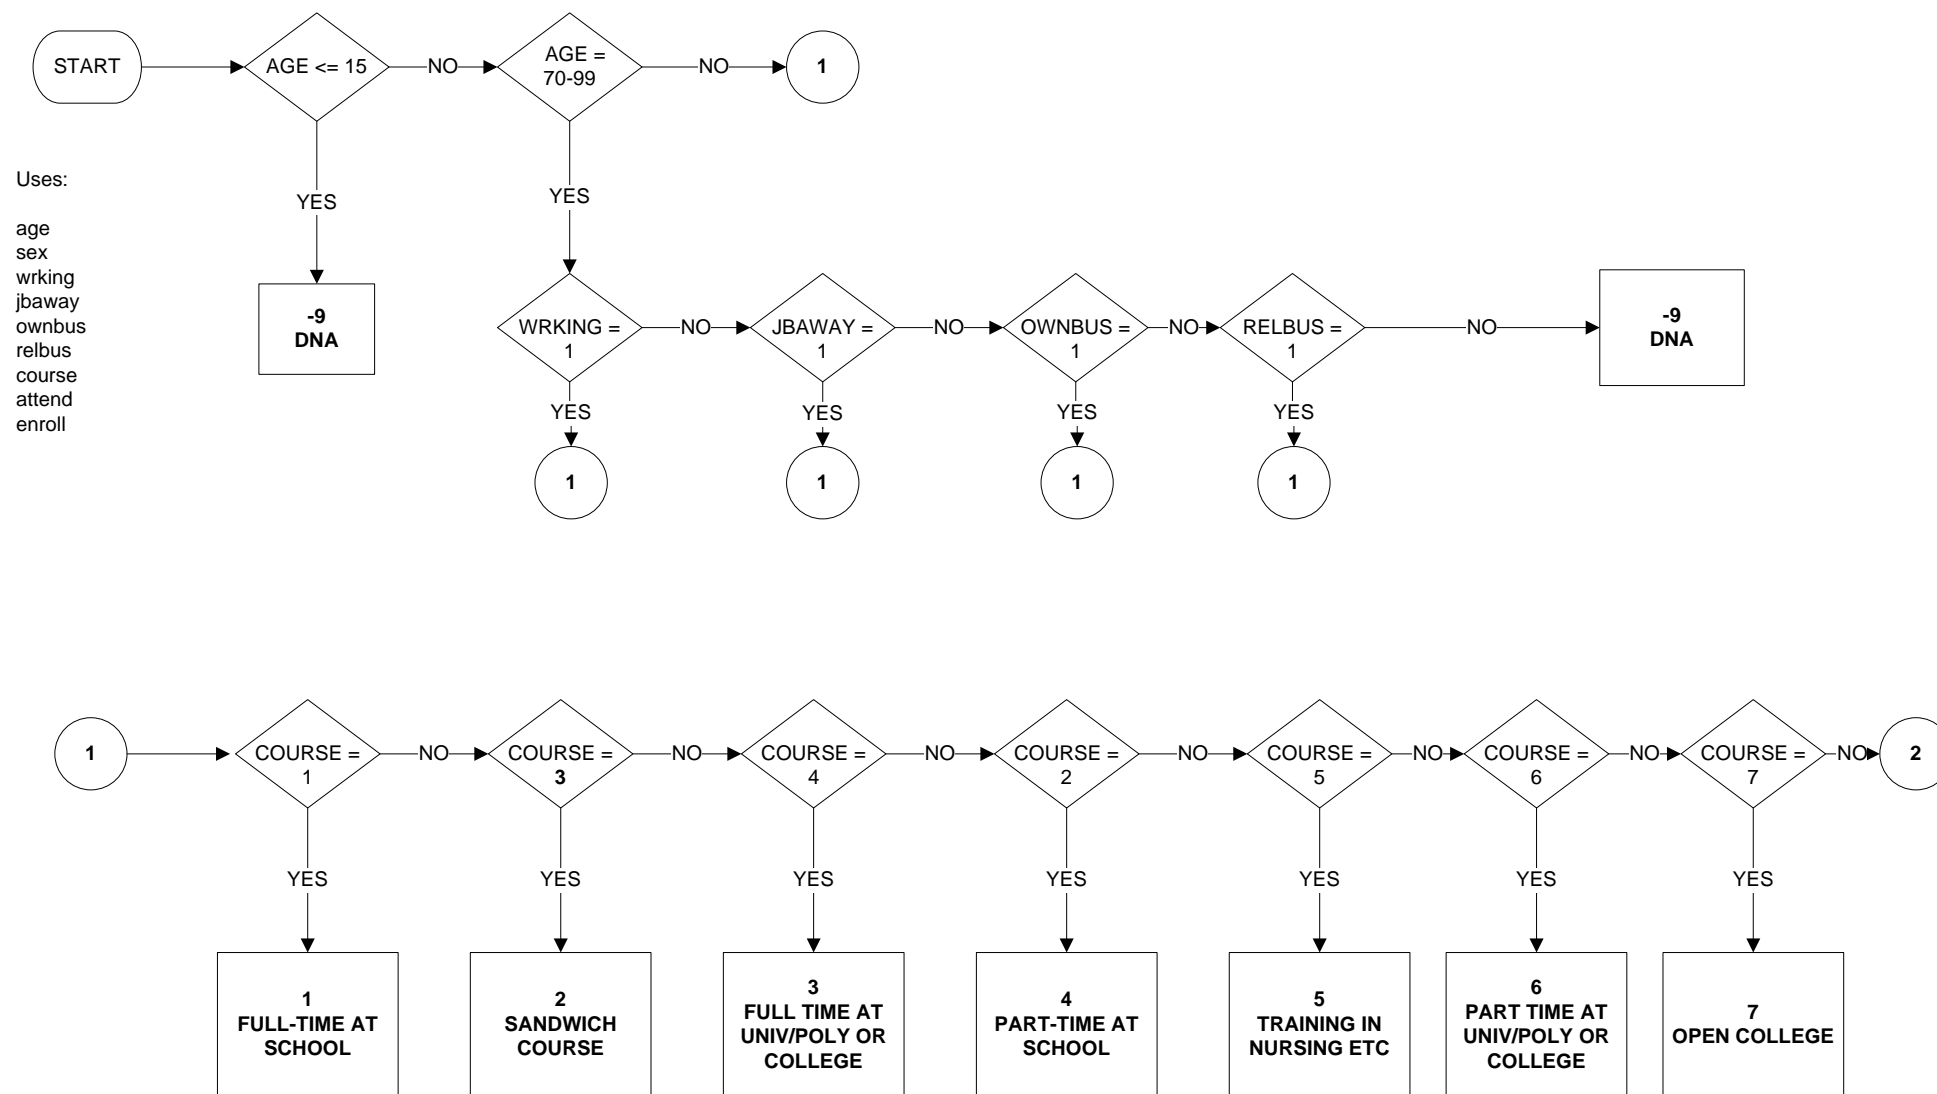 START
AGE <= 15
NO
AGE =
70-99
NO
1
Uses:
YES
YES
age
sex
wrking
jbaway
ownbus
relbus
course
attend
enroll
-9
DNA
WRKING =
1
NO
JBAWAY =
1
NO
OWNBUS =
1
NO
RELBUS =
1
NO
-9
DNA
YES
YES
YES
YES
1
1
1
1
1
COURSE =
1
NO
COURSE =
3
NO
COURSE =
4
NO
COURSE =
2
NO
COURSE =
5
NO
COURSE =
6
NO
COURSE =
7
NO
2
YES
YES
YES
YES
YES
YES
YES
1
FULL-TIME AT
SCHOOL
2
SANDWICH
COURSE
3
FULL TIME AT
UNIV/POLY OR
COLLEGE
4
PART-TIME AT
SCHOOL
5
TRAINING IN
NURSING ETC
6
PART TIME AT
UNIV/POLY OR
COLLEGE
7
OPEN COLLEGE